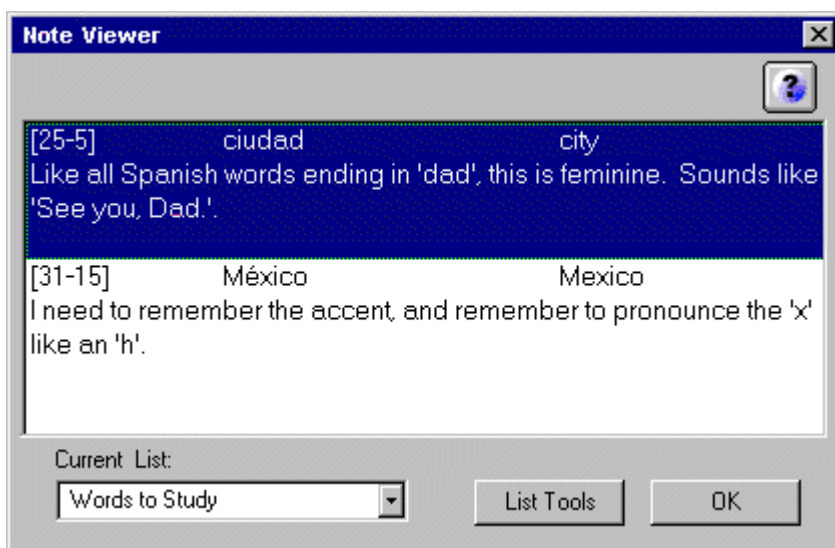 Note Viewer
?
[25-5] ciudad city
Like all Spanish words ending in 'dad', this is feminine.  Sounds like
'See you, Dad.'.
[31-15] México Mexico
I need to remember the accent, and remember to pronounce the 'x'
like an 'h'.
Current List:
Words to Study
List Tools OK